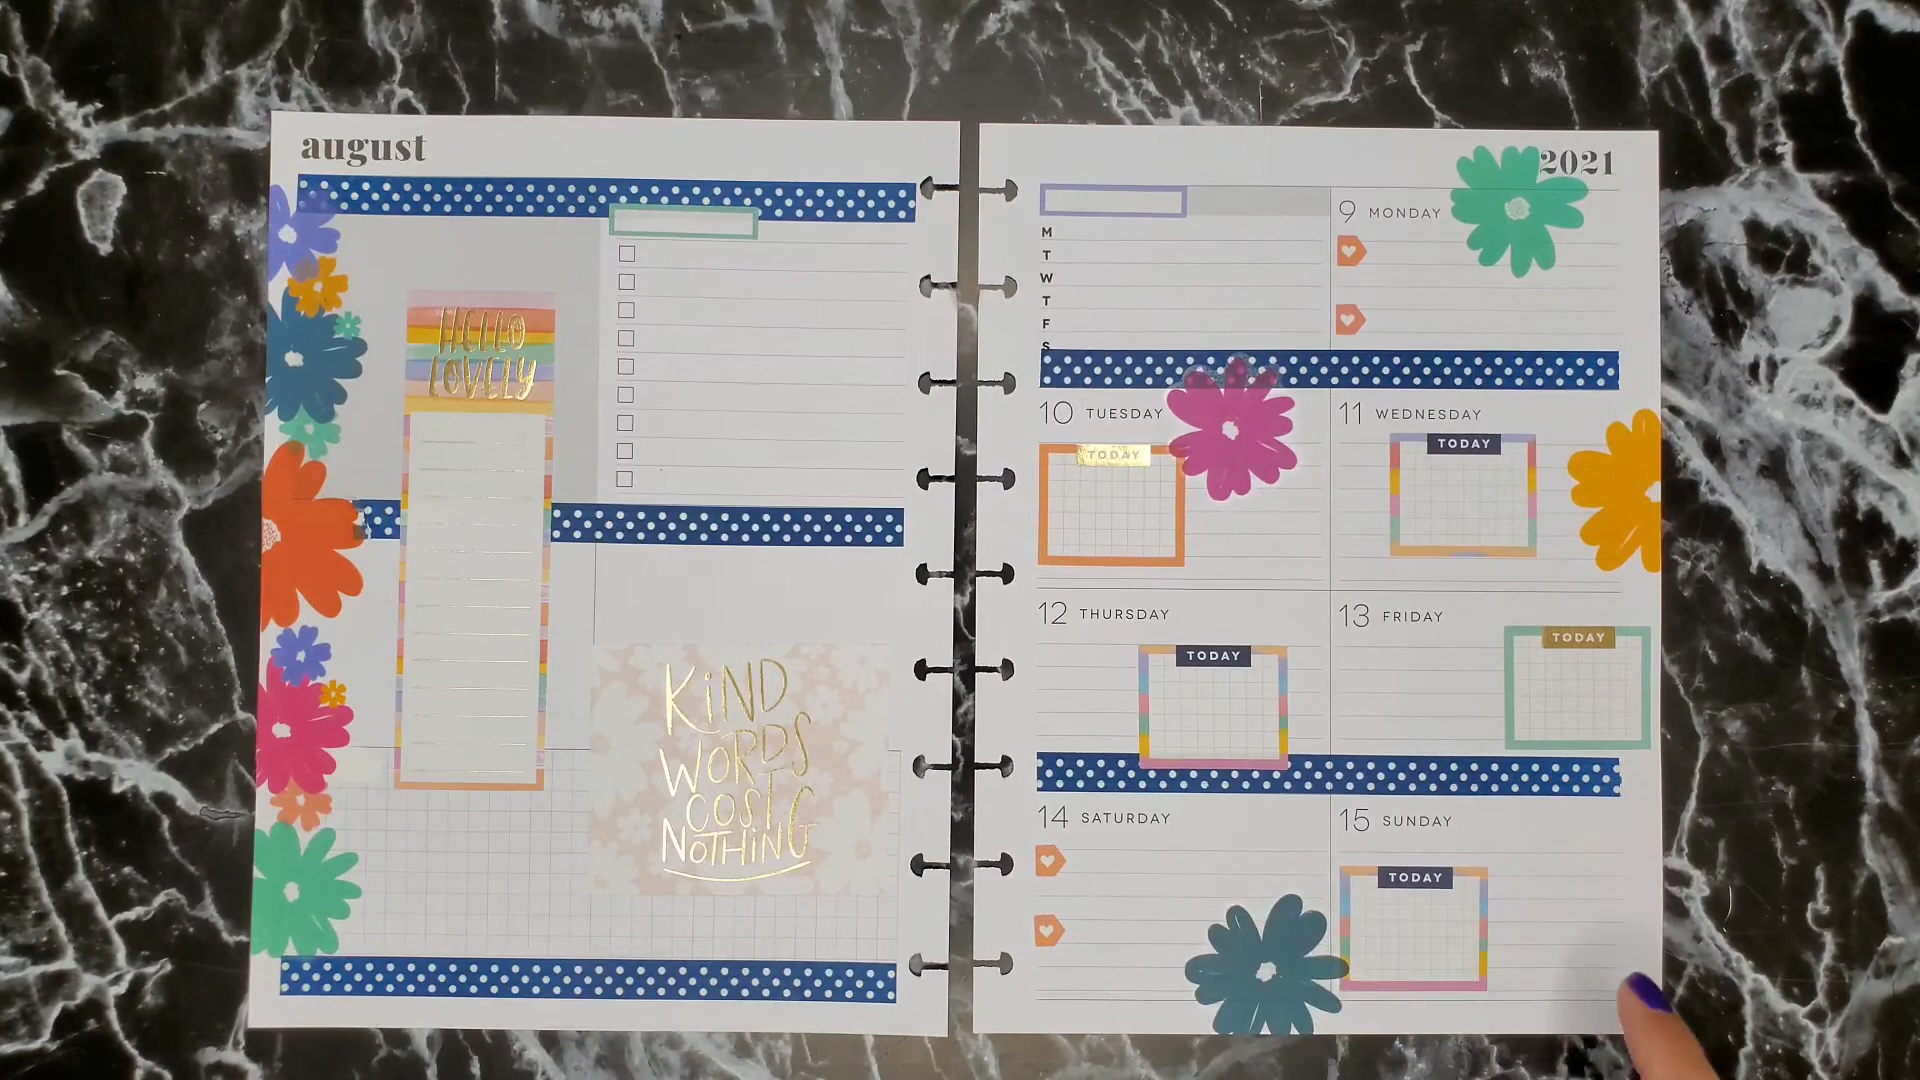 august
HELLO
LOVELY
KiND
WORDS
COST
NOTHiNG
2021
M
T
W
T
F
S
9 MONDAY
10 TUESDAY
TODAY
11 WEDNESDAY
TODAY
12 THURSDAY
TODAY
13 FRIDAY
TODAY
14 SATURDAY
15 SUNDAY
TODAY